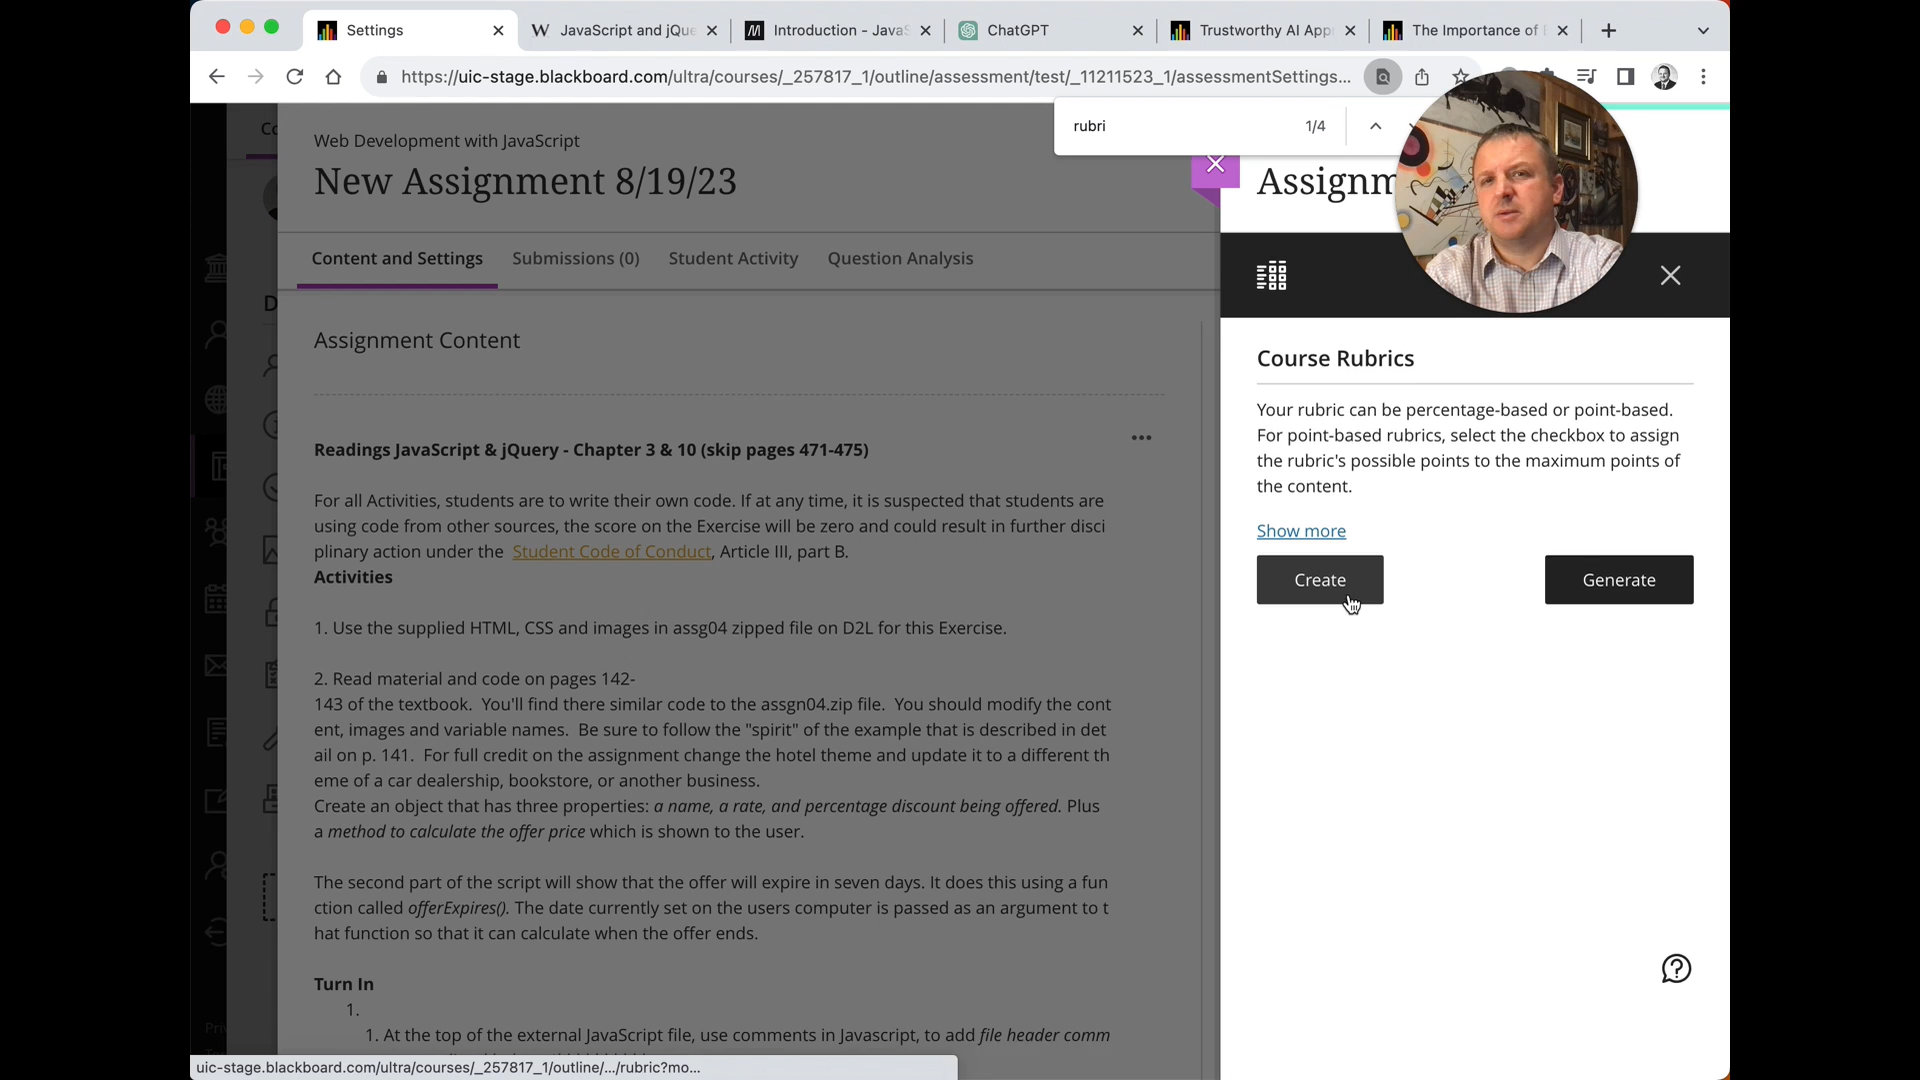 Settings
JavaScript and jQue
Introduction - JavaS
ChatGPT
Trustworthy AI App
The Importance of E
https://uic-stage.blackboard.com/ultra/courses/_257817_1/outline/assessment/test/_11211523_1/assessmentSettings...
rubri 1/4
Web Development with JavaScript
New Assignment 8/19/23
Assignm
Content and Settings Submissions (0) Student Activity Question Analysis
Assignment Content
Readings JavaScript & jQuery - Chapter 3 & 10 (skip pages 471-475)
For all Activities, students are to write their own code. If at any time, it is suspected that students are
using code from other sources, the score on the Exercise will be zero and could result in further disci
plinary action under the Student Code of Conduct, Article III, part B.
Activities
1. Use the supplied HTML, CSS and images in assg04 zipped file on D2L for this Exercise.
2. Read material and code on pages 142-
143 of the textbook. You'll find there similar code to the assgn04.zip file. You should modify the cont
ent, images and variable names. Be sure to follow the "spirit" of the example that is described in det
ail on p. 141. For full credit on the assignment change the hotel theme and update it to a different th
eme of a car dealership, bookstore, or another business.
Create an object that has three properties: a name, a rate, and percentage discount being offered. Plus
a method to calculate the offer price which is shown to the user.
The second part of the script will show that the offer will expire in seven days. It does this using a fun
ction called offerExpires(). The date currently set on the users computer is passed as an argument to t
hat function so that it can calculate when the offer ends.
Turn In
1.
1. At the top of the external JavaScript file, use comments in Javascript, to add file header comm
Course Rubrics
Your rubric can be percentage-based or point-based.
For point-based rubrics, select the checkbox to assign
the rubric's possible points to the maximum points of
the content.
Show more
Create
Generate
uic-stage.blackboard.com/ultra/courses/_257817_1/outline/.../rubric?mo...